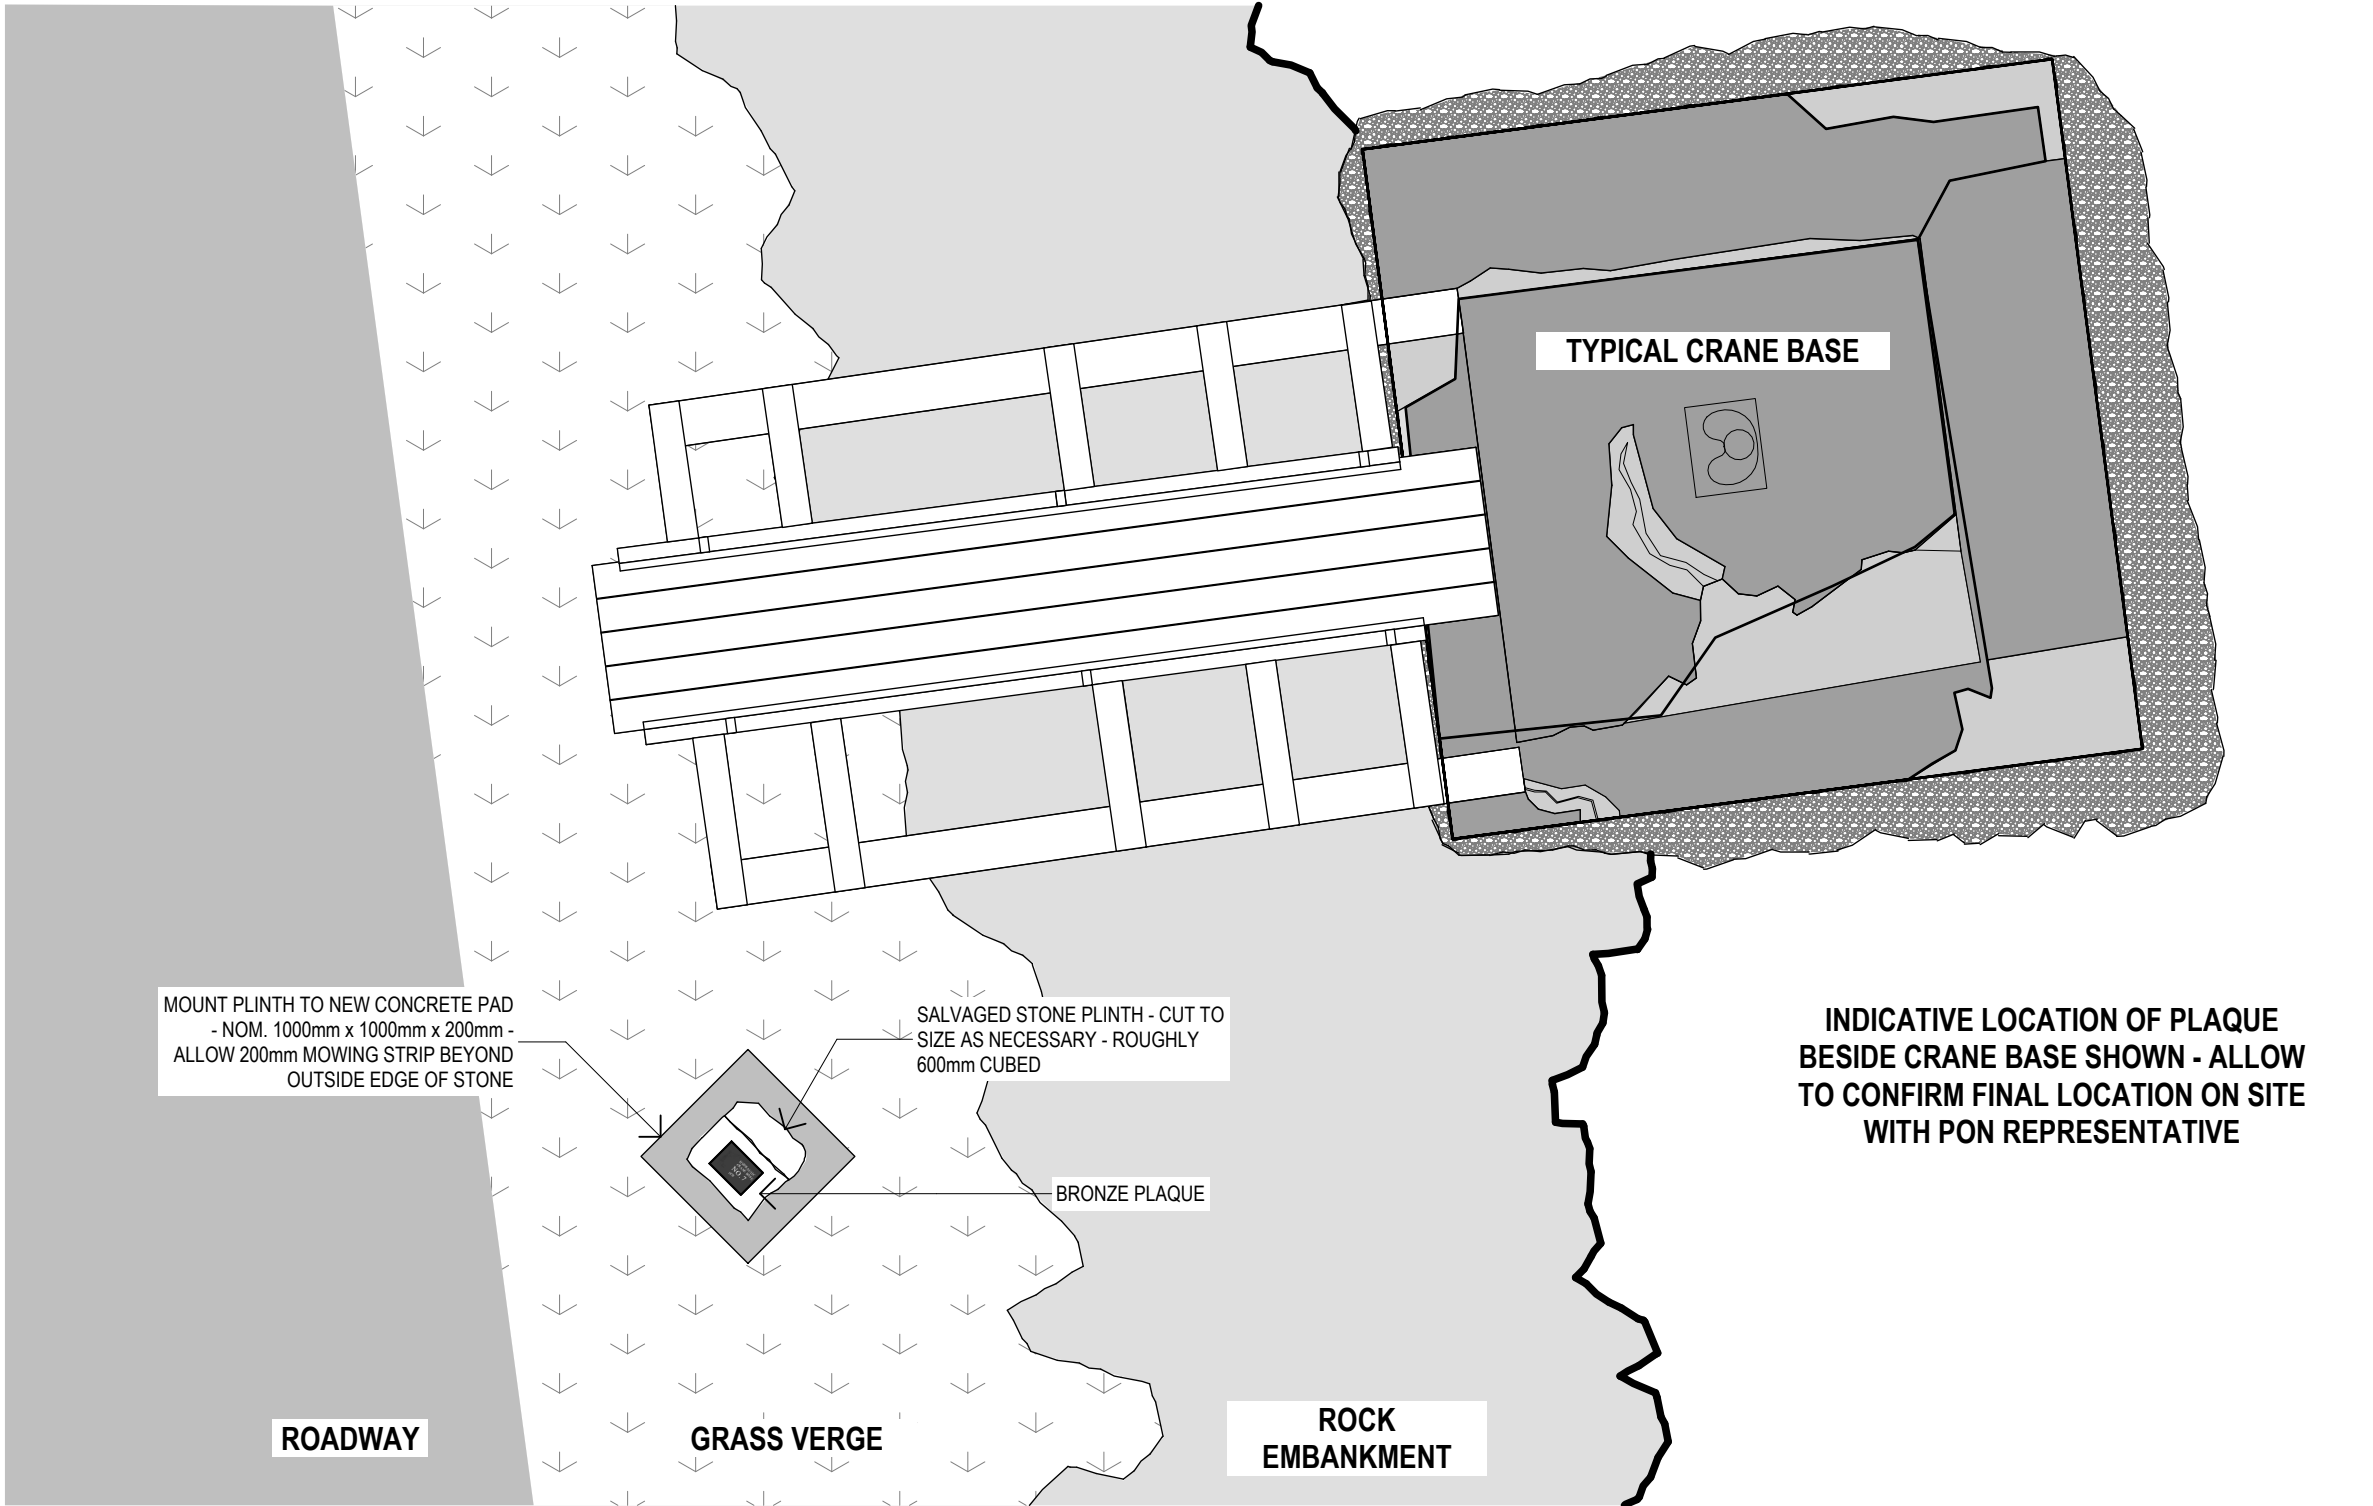 TYPICAL CRANE BASE
MOUNT PLINTH TO NEW CONCRETE PAD
- NOM. 1000mm x 1000mm x 200mm -
ALLOW 200mm MOWING STRIP BEYOND
OUTSIDE EDGE OF STONE
SALVAGED STONE PLINTH - CUT TO
SIZE AS NECESSARY - ROUGHLY
600mm CUBED
NO.7
BRONZE PLAQUE
INDICATIVE LOCATION OF PLAQUE
BESIDE CRANE BASE SHOWN - ALLOW
TO CONFIRM FINAL LOCATION ON SITE
WITH PON REPRESENTATIVE
ROADWAY
GRASS VERGE
ROCK
EMBANKMENT